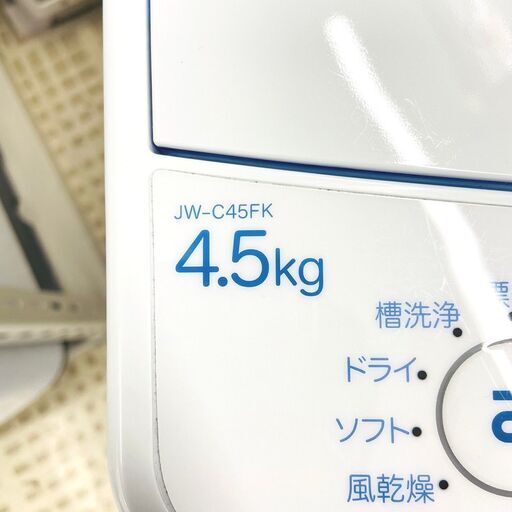 JW-C45FK
4.5kg
槽洗浄
ドライ
ソフト
風乾燥